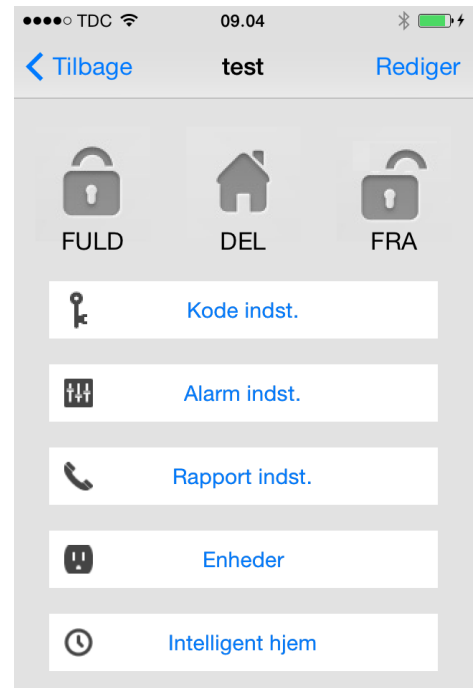 TDC 09.04
Tilbage test Rediger
FULD DEL FRA
Kode indst.
Alarm indst.
Rapport indst.
Enheder
Intelligent hjem